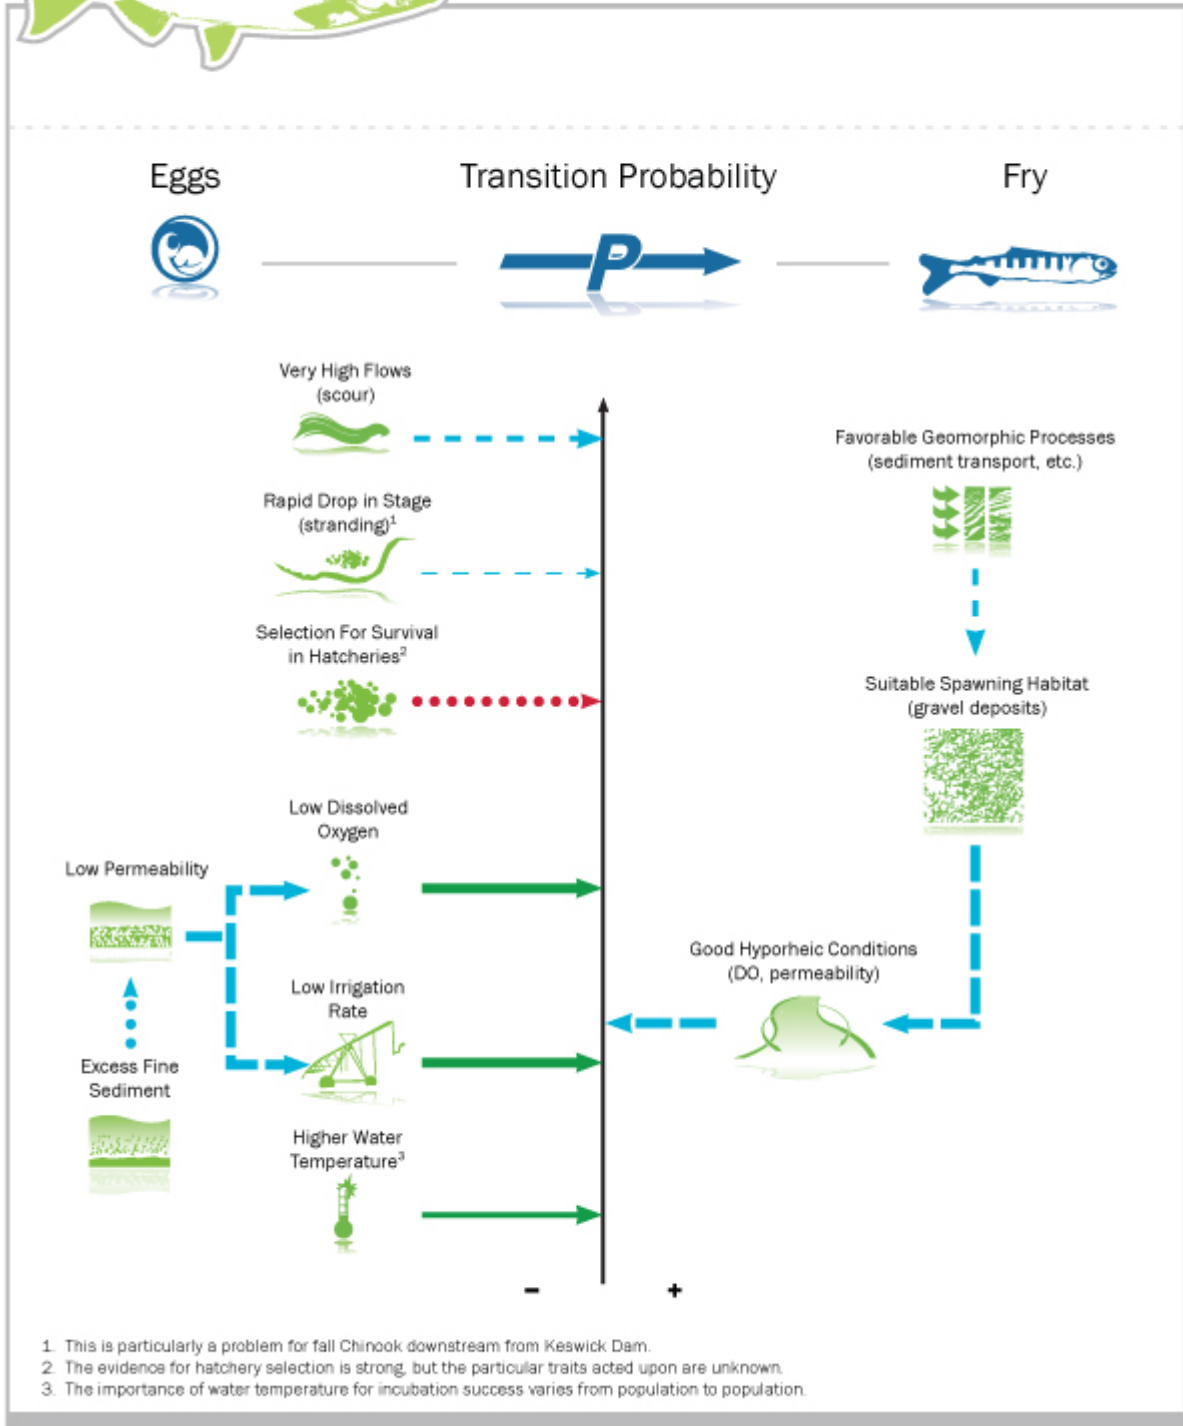 Eggs
Transition Probability
Fry
P
Very High Flows
(scour)
Favorable Geomorphic Processes
(sediment transport, etc.)
Rapid Drop in Stage
(stranding)¹
Selection For Survival
in Hatcheries²
Suitable Spawning Habitat
(gravel deposits)
Low Dissolved
Oxygen
Low Permeability
Good Hyporheic Conditions
(DO, permeability)
Low Irrigation
Rate
Excess Fine
Sediment
Higher Water
Temperature³
- +
1. This is particularly a problem for fall Chinook downstream from Keswick Dam.
2. The evidence for hatchery selection is strong, but the particular traits acted upon are unknown.
3. The importance of water temperature for incubation success varies from population to population.